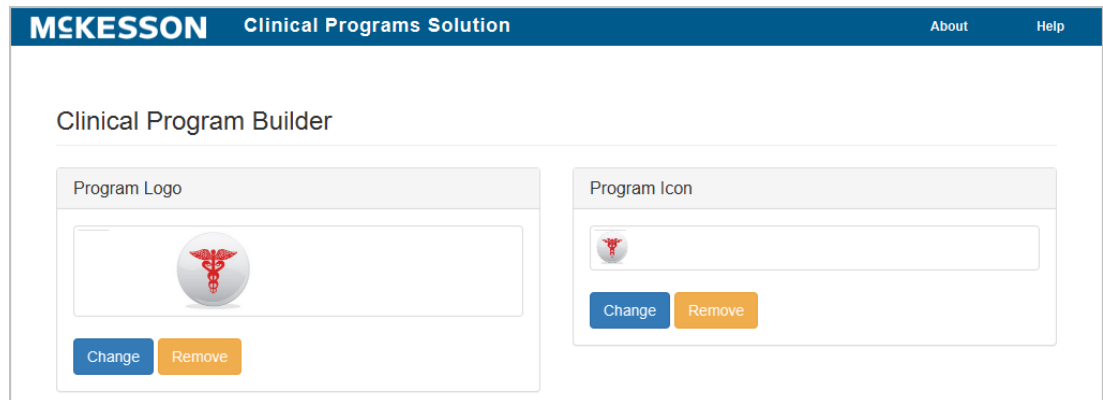 MCKESSON Clinical Programs Solution About Help
Clinical Program Builder
Program Logo
Change Remove
Program Icon
Change Remove